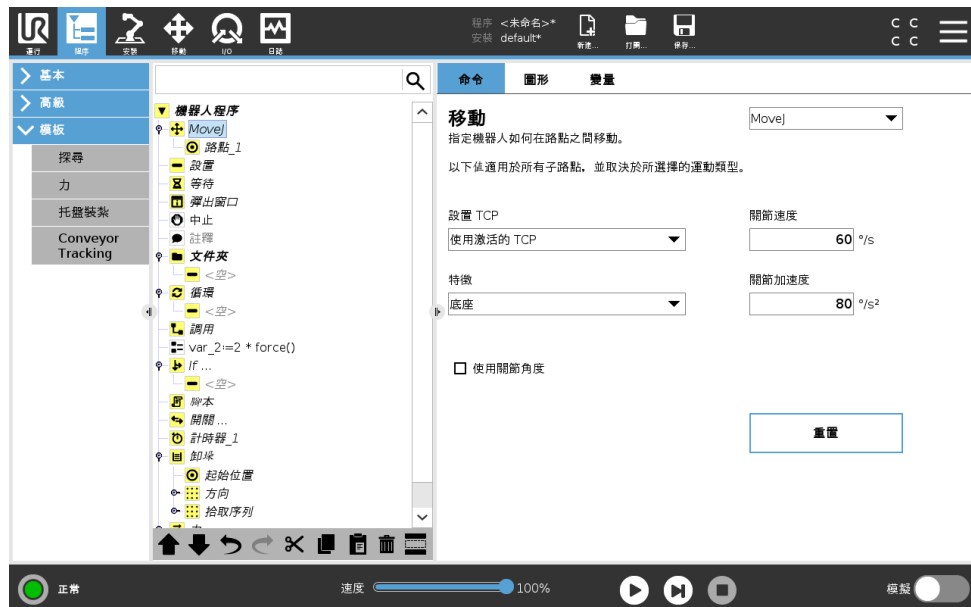 程序 <未命名>*
安裝 default*
運行
程序
安裝
移動
I/O
日誌
新建...
打開...
保存...
C C
C C
基本
高級
模板
探尋
力
托盤裝紮
Conveyor Tracking
機器人程序
MoveJ
路點_1
設置
等待
彈出窗口
中止
註釋
文件夾
<空>
循環
<空>
調用
var_2:=2 * force()
If ...
<空>
腳本
開關 ...
計時器_1
卸垛
起始位置
方向
拾取序列
命令
圖形
變量
移動
MoveJ
指定機器人如何在路點之間移動。
以下值適用於所有子路點，並取決於所選擇的運動類型。
設置 TCP
關節速度
使用激活的 TCP
60 °/s
特徵
關節加速度
底座
80 °/s²
使用關節角度
重置
正常
速度
100%
模擬